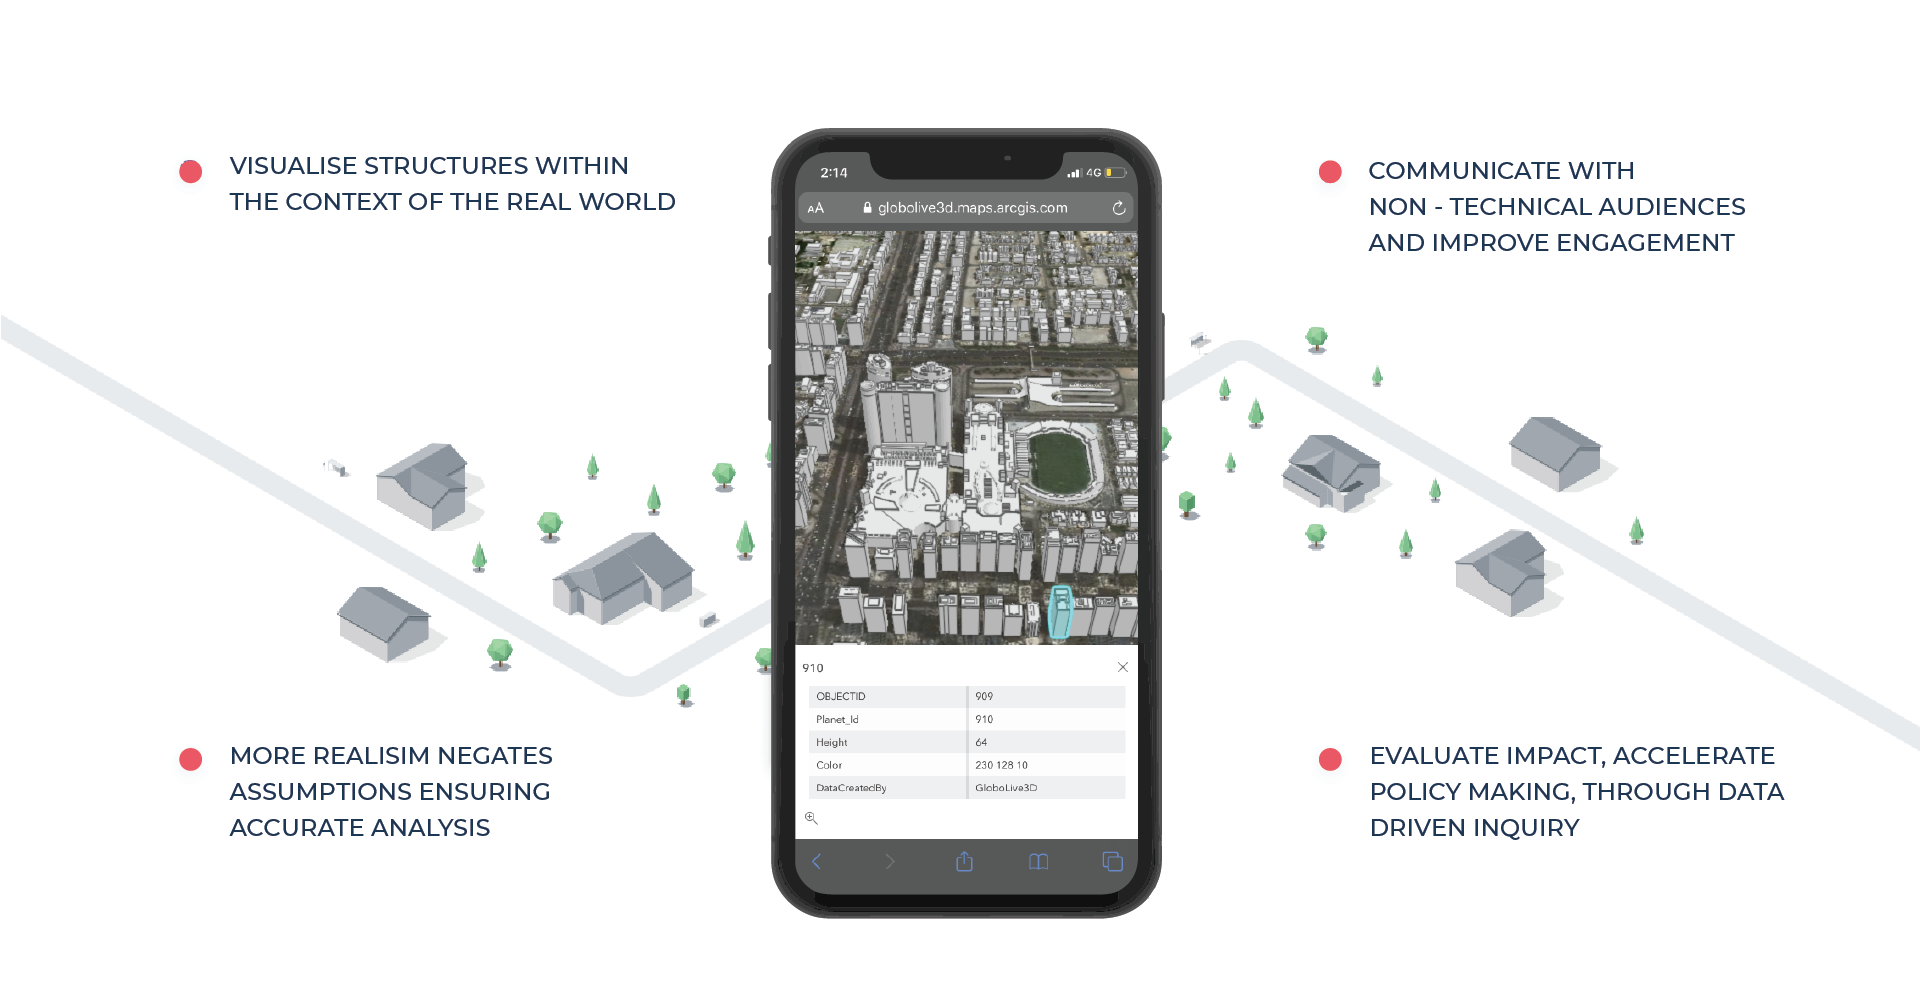 VISUALISE STRUCTURES WITHIN
THE CONTEXT OF THE REAL WORLD
MORE REALISIM NEGATES
ASSUMPTIONS ENSURING
ACCURATE ANALYSIS
2:14
4G
AA
globolive3d.maps.arcgis.com
910
OBJECTID 909
Planet_Id 910
Height 64
Color 230 128 10
DataCreatedBy GloboLive3D
COMMUNICATE WITH
NON - TECHNICAL AUDIENCES
AND IMPROVE ENGAGEMENT
EVALUATE IMPACT, ACCELERATE
POLICY MAKING, THROUGH DATA
DRIVEN INQUIRY